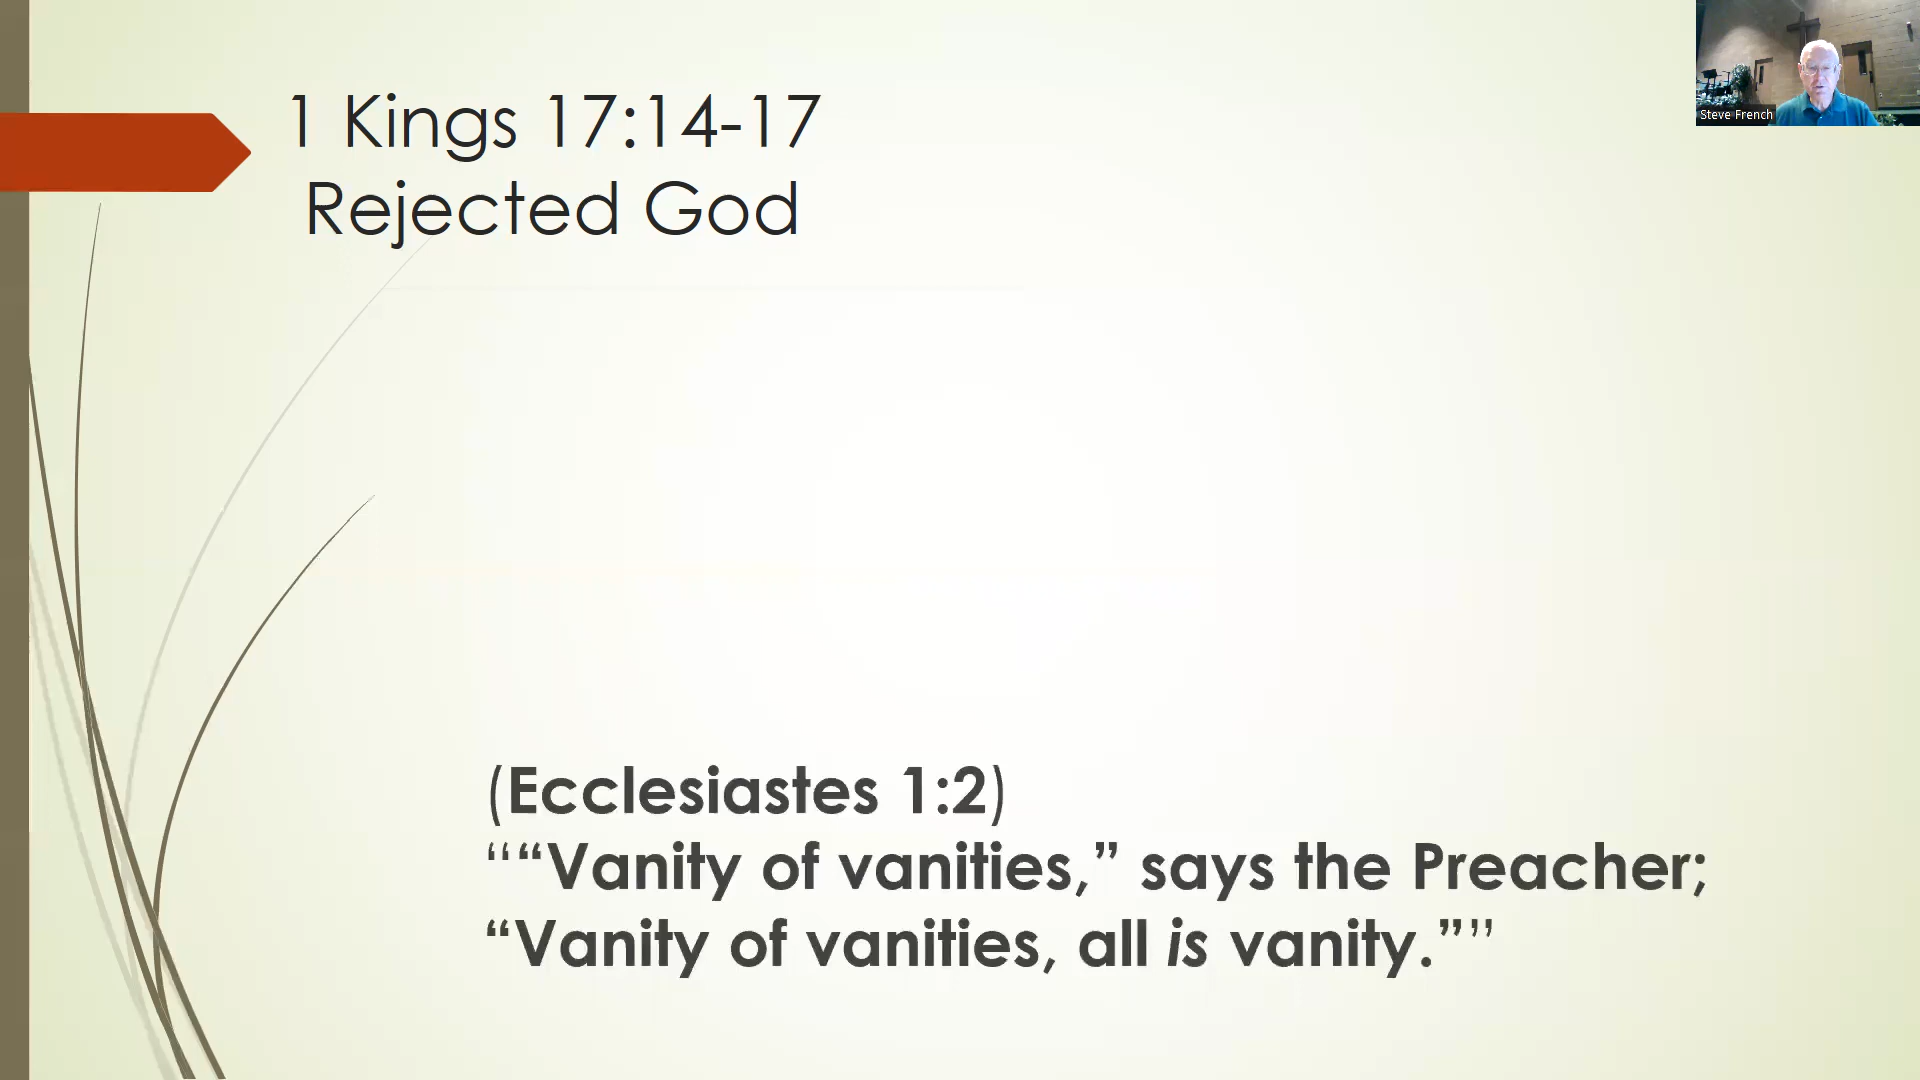 1 Kings 17:14-17
Rejected God
Steve French
(Ecclesiastes 1:2)
““Vanity of vanities,” says the Preacher;
“Vanity of vanities, all is vanity.””